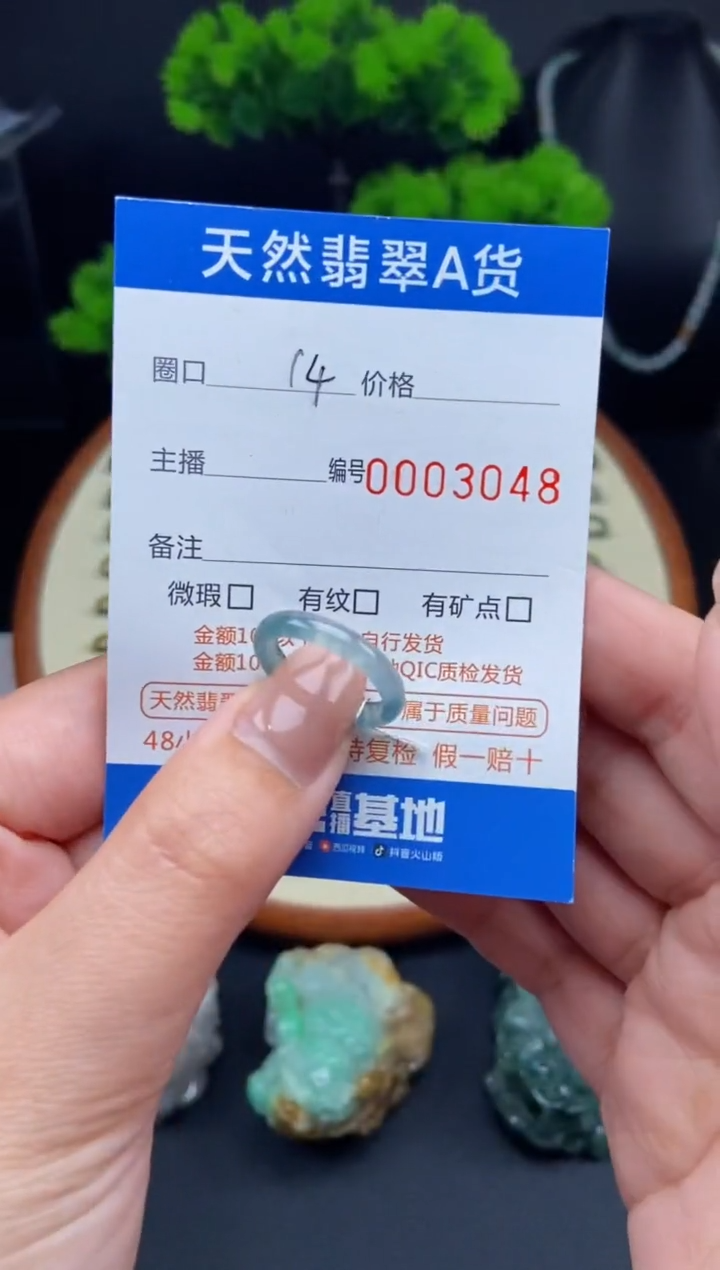 天然翡翠A货
圈口 14 价格
主播 编号0003048
备注
微瑕□ 有纹□ 有矿点□
金额10 自行发货
金额10 QIC质检发货
天然翡 属于质量问题
48 持复检 假一赔十
直播基地
西瓜视频 抖音火山版